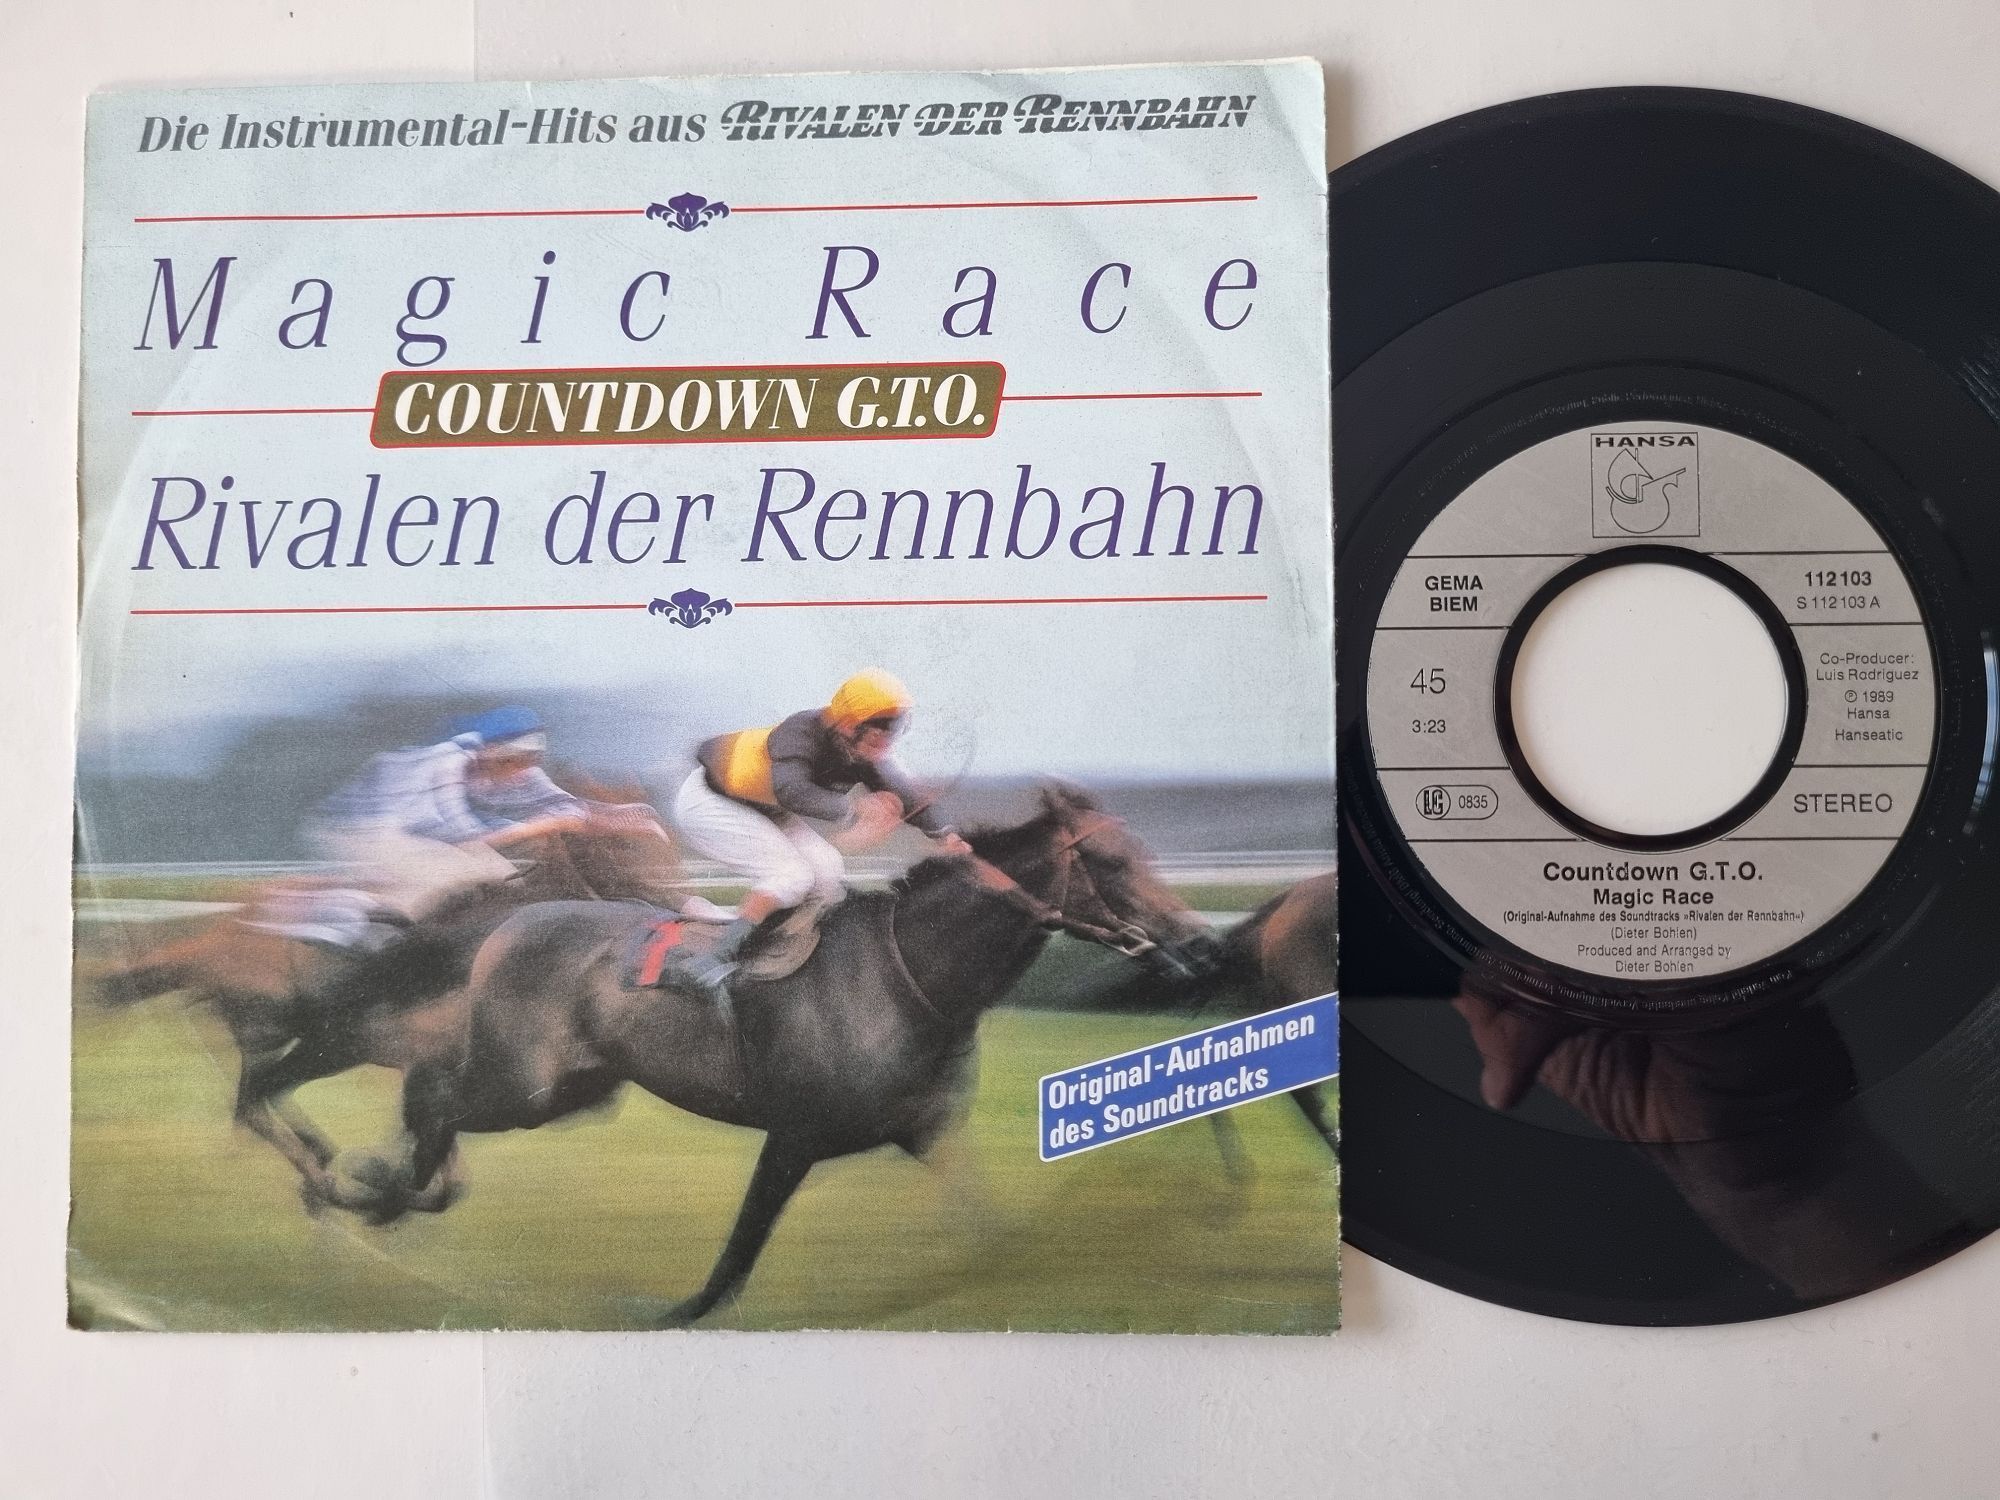 Die Instrumental-Hits aus RIVALEN DER RENNBAHN
Magic Race
COUNTDOWN G.T.O.
Rivalen der Rennbahn
Original-Aufnahmen
des Soundtracks
HANSA
GEMA
BIEM
112103
S 112 103 A
45
3:23
Co-Producer:
Luis Rodriguez
℗ 1989
Hansa
Hanseatic
LC 0835
STEREO
Countdown G.T.O.
Magic Race
(Original-Aufnahme des Soundtracks »Rivalen der Rennbahn«)
(Dieter Bohlen)
Produced and Arranged by
Dieter Bohlen